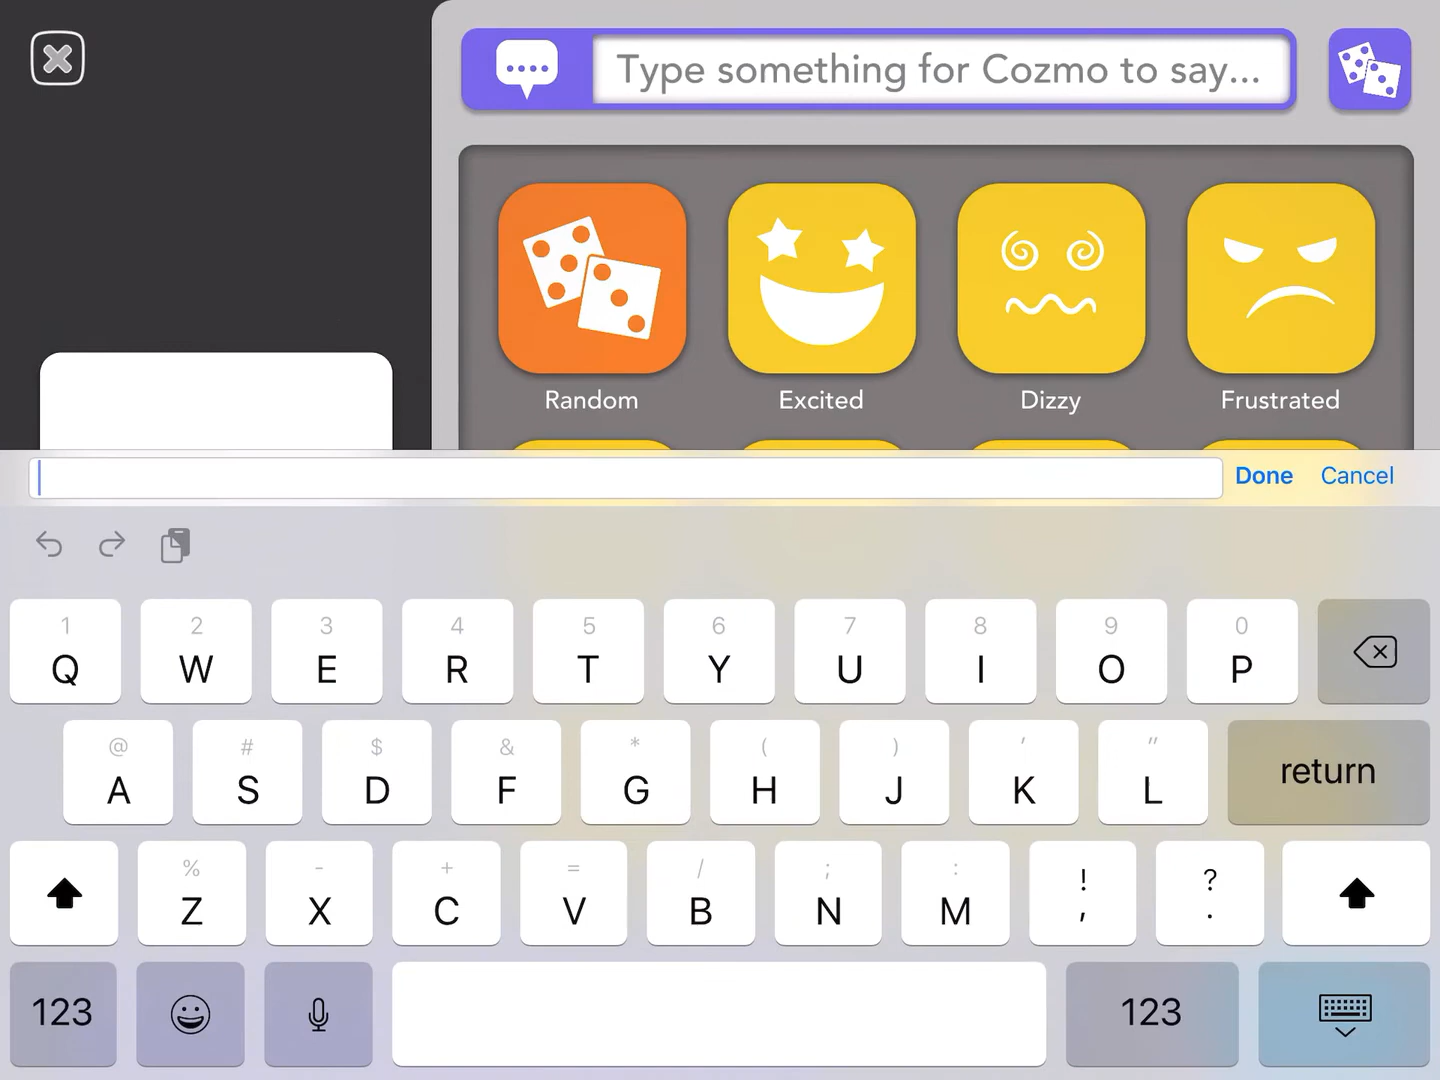 Type something for Cozmo to say...
Random Excited Dizzy Frustrated
Done Cancel
1 2 3 4 5 6 7 8 9 0
Q W E R T Y U I O P
@ # $ & * ( ) ' "
A S D F G H J K L return
% - + = / ; : ! ?
Z X C V B N M , .
123 123